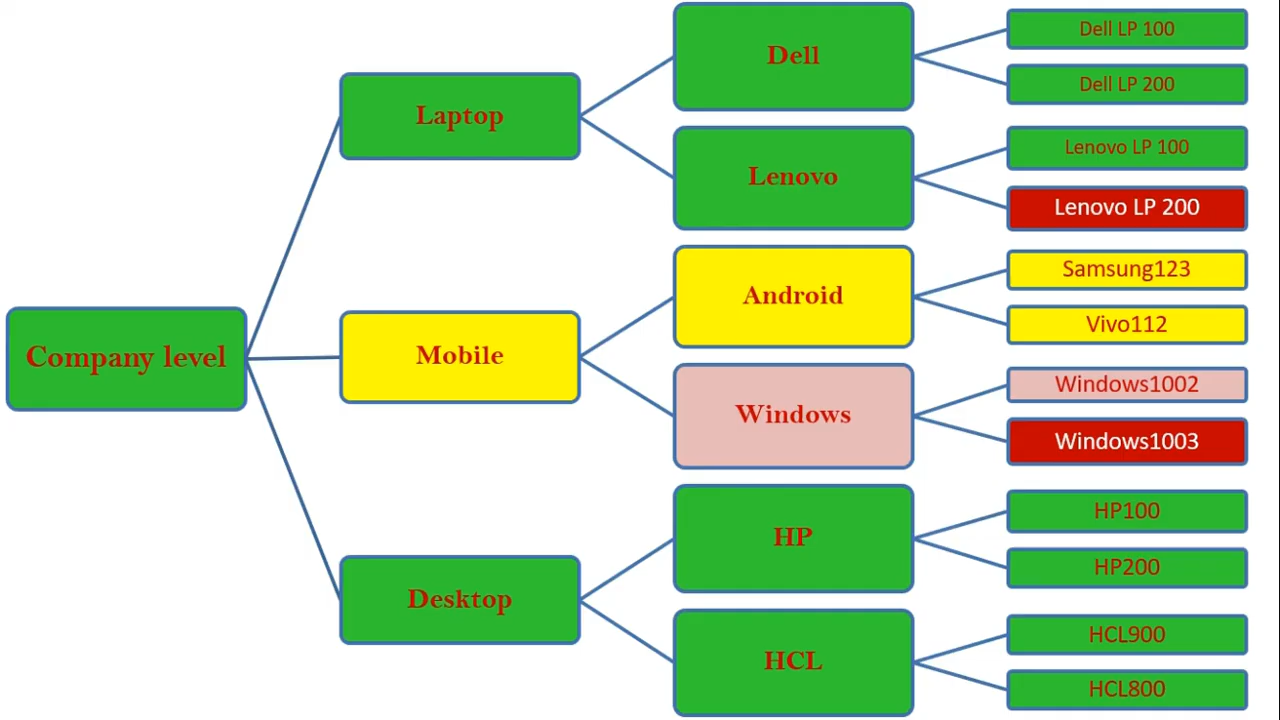 Company level
Laptop
Mobile
Desktop
Dell
Lenovo
Android
Windows
HP
HCL
Dell LP 100
Dell LP 200
Lenovo LP 100
Lenovo LP 200
Samsung123
Vivo112
Windows1002
Windows1003
HP100
HP200
HCL900
HCL800